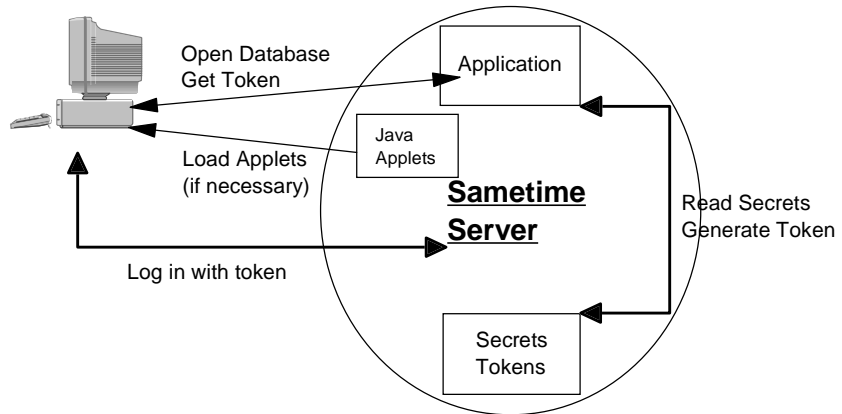 Open Database
Get Token
Application
Java
Applets
Load Applets
(if necessary)
Sametime
Server
Read Secrets
Generate Token
Log in with token
Secrets
Tokens